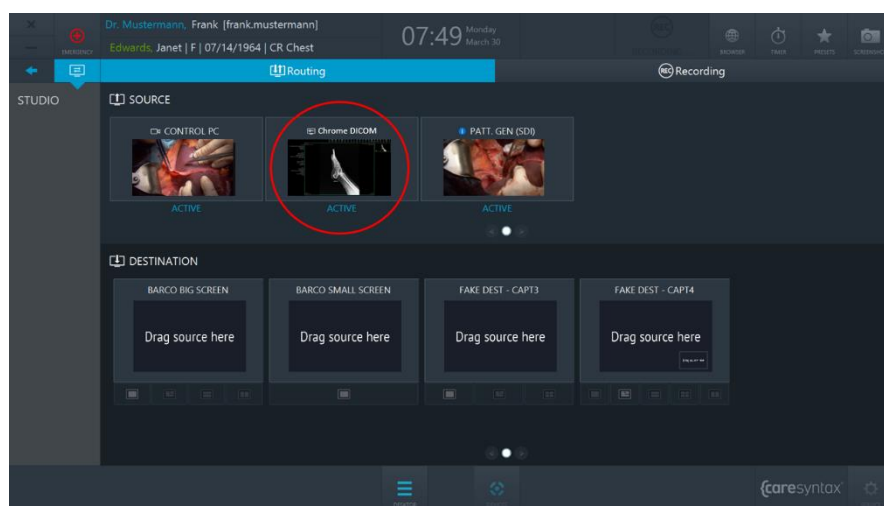 Dr. Mustermann, Frank [frank.mustermann]
Edwards, Janet | F | 07/14/1964 | CR Chest
07:49 Monday
March 30
REC
EMERGENCY
BROWSER
TIMER
PRESETS
Routing
REC Recording
STUDIO
SOURCE
CONTROL PC
Chrome DICOM
PATT. GEN (SDI)
ACTIVE
ACTIVE
ACTIVE
DESTINATION
BARCO BIG SCREEN
BARCO SMALL SCREEN
FAKE DEST - CAPT3
FAKE DEST - CAPT4
Drag source here
Drag source here
Drag source here
Drag source here
{caresyntax